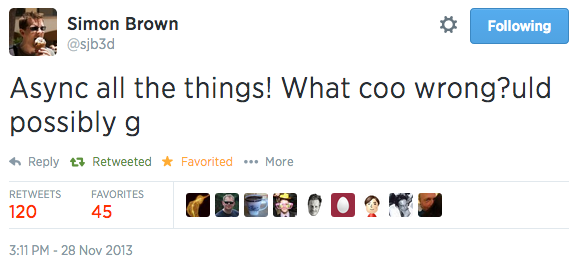 Simon Brown
@sjb3d
Following
Async all the things! What coo wrong?uld
possibly g
Reply Retweeted Favorited More
RETWEETS FAVORITES
120 45
3:11 PM - 28 Nov 2013